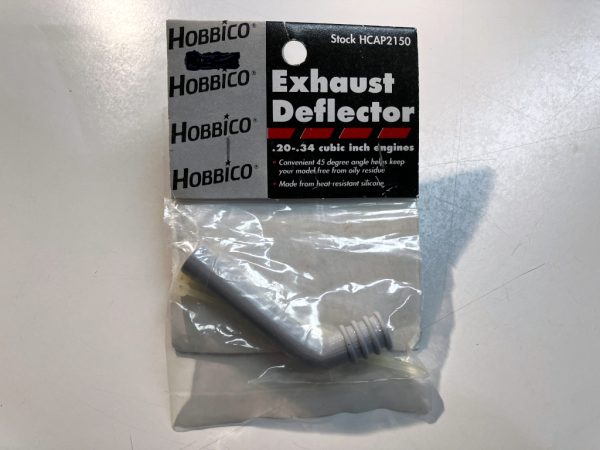 HOBBICO®
Stock HCAP2150
HOBBICO®
Exhaust
Deflector
HOBBICO®
.20-.34 cubic inch engines
• Convenient 45 degree angle helps keep
your model free from oily residue
HOBBICO®
• Made from heat-resistant silicone